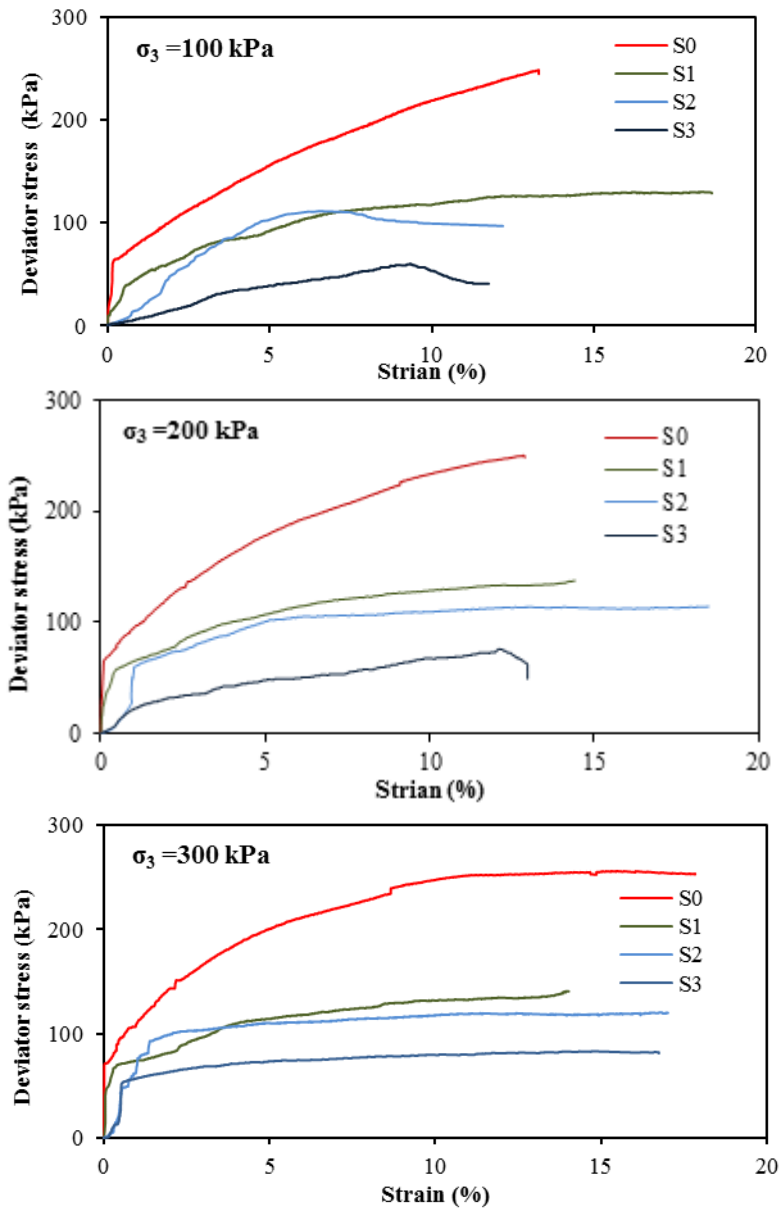 300
σ3 =100 kPa
S0
S1
S2
S3
200
100
0
Deviator stress (kPa)
0 5 10 15 20
Strian (%)
300
σ3 =200 kPa
S0
S1
S2
S3
200
100
0
Deviator stress (kPa)
0 5 10 15 20
Strian (%)
300
σ3 =300 kPa
S0
S1
S2
S3
200
100
0
Deviator stress (kPa)
0 5 10 15 20
Strain (%)